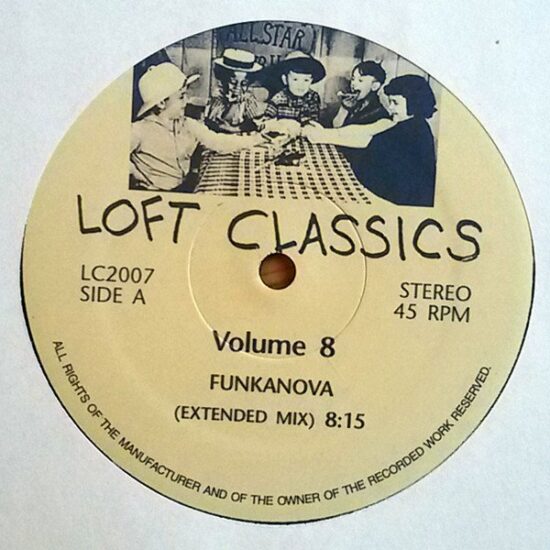 ALL STAR
LOFT CLASSICS
LC2007
SIDE A
STEREO
45 RPM
Volume 8
FUNKANOVA
(EXTENDED MIX) 8:15
ALL RIGHTS OF THE MANUFACTURER AND OF THE OWNER OF THE RECORDED WORK RESERVED.